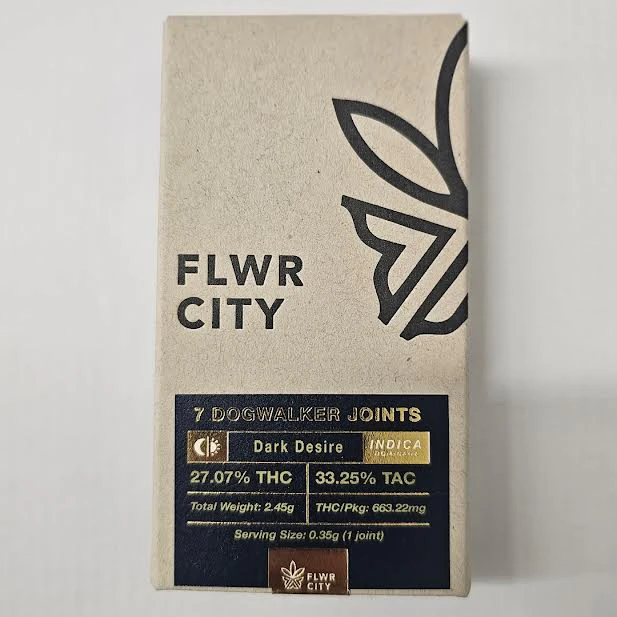 FLWR
CITY
7 DOGWALKER JOINTS
Dark Desire
INDICA
DOMINANT
27.07% THC
33.25% TAC
Total Weight: 2.45g
THC/Pkg: 663.22mg
Serving Size: 0.35g (1 joint)
FLWR
CITY